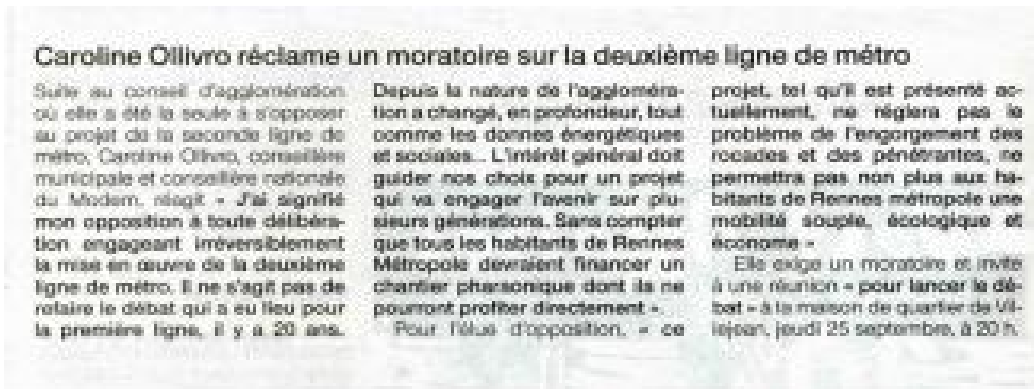 Caroline Ollivro réclame un moratoire sur la deuxième ligne de métro
Suite au conseil d'agglomération
où elle a été la seule à s'opposer
au projet de la seconde ligne de
métro, Caroline Ollivro, conseillère
municipale et conseillère nationale
du Modem, réagit « J'ai signifié
mon opposition à toute délibéra-
tion engageant irréversiblement
la mise en œuvre de la deuxième
ligne de métro. Il ne s'agit pas de
refaire le débat qui a eu lieu pour
la première ligne, il y a 20 ans.
Depuis la nature de l'aggloméra-
tion a changé, en profondeur, tout
comme les donnes énergétiques
et sociales... L'intérêt général doit
guider nos choix pour un projet
qui va engager l'avenir sur plu-
sieurs générations. Sans compter
que tous les habitants de Rennes
Métropole devraient financer un
chantier pharaonique dont ils ne
pourront profiter directement ».
Pour l'élue d'opposition, « ce
projet, tel qu'il est présenté ac-
tuellement, ne réglera pas le
problème de l'engorgement des
rocades et des pénétrantes, ne
permettra pas non plus aux ha-
bitants de Rennes métropole une
mobilité souple, écologique et
économe »
Elle exige un moratoire et invite
à une réunion « pour lancer le dé-
bat » à la maison de quartier de Vil-
lejean, jeudi 25 septembre, à 20 h.